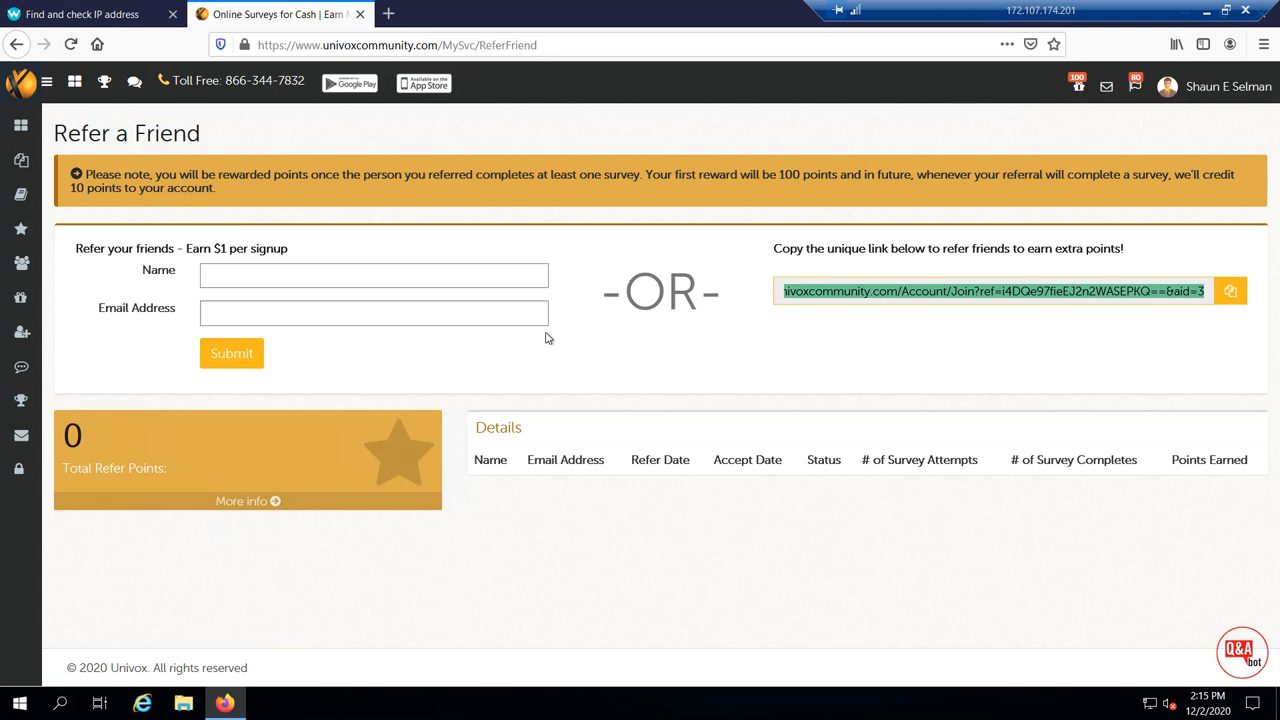 Find and check IP address
Online Surveys for Cash | Earn
172.107.174.201
https://www.univoxcommunity.com/MySvc/ReferFriend
Toll Free: 866-344-7832
Google Play
Available on
App Store
100
80
Shaun E Selman
Refer a Friend
Please note, you will be rewarded points once the person you referred completes at least one survey. Your first reward will be 100 points and in future, whenever your referral will complete a survey, we'll credit
10 points to your account.
Refer your friends - Earn $1 per signup
Copy the unique link below to refer friends to earn extra points!
Name
-OR-
nivoxcommunity.com/Account/Join?ref=i4DQe97fieEJ2n2WASEPKQ==&aid=3
Email Address
Submit
0
Total Refer Points:
More info
Details
Name Email Address Refer Date Accept Date Status # of Survey Attempts # of Survey Completes Points Earned
Q&A
bot
© 2020 Univox. All rights reserved
2:15 PM
12/2/2020